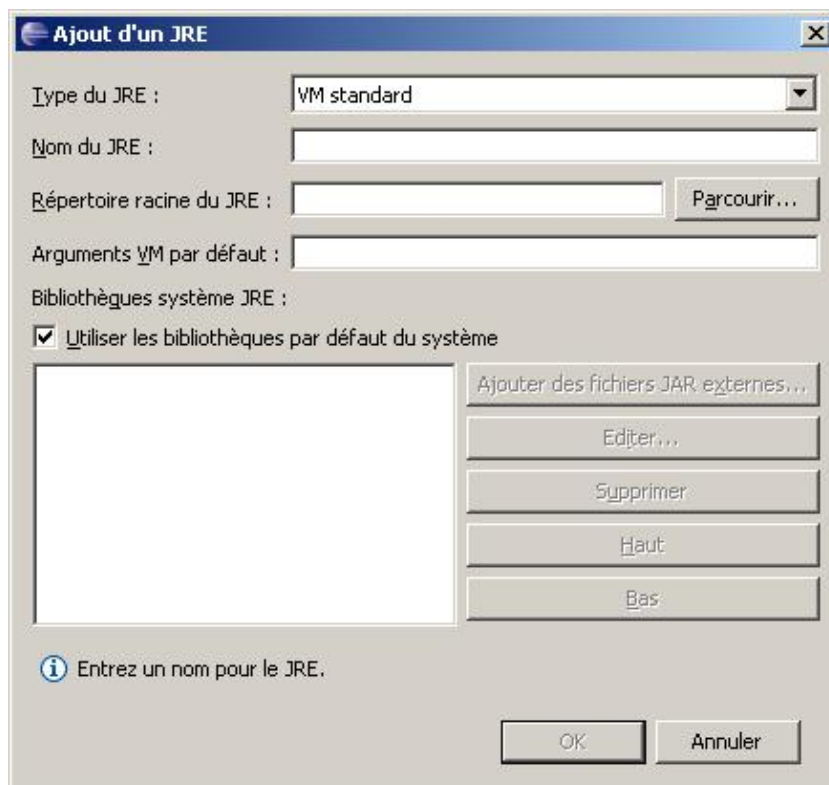 Ajout d'un JRE
Type du JRE :
VM standard
Nom du JRE :
Répertoire racine du JRE :
Parcourir...
Arguments VM par défaut :
Bibliothègues système JRE :
Utiliser les bibliothèques par défaut du système
Ajouter des fichiers JAR externes...
Editer...
Supprimer
Haut
Bas
Entrez un nom pour le JRE.
OK
Annuler